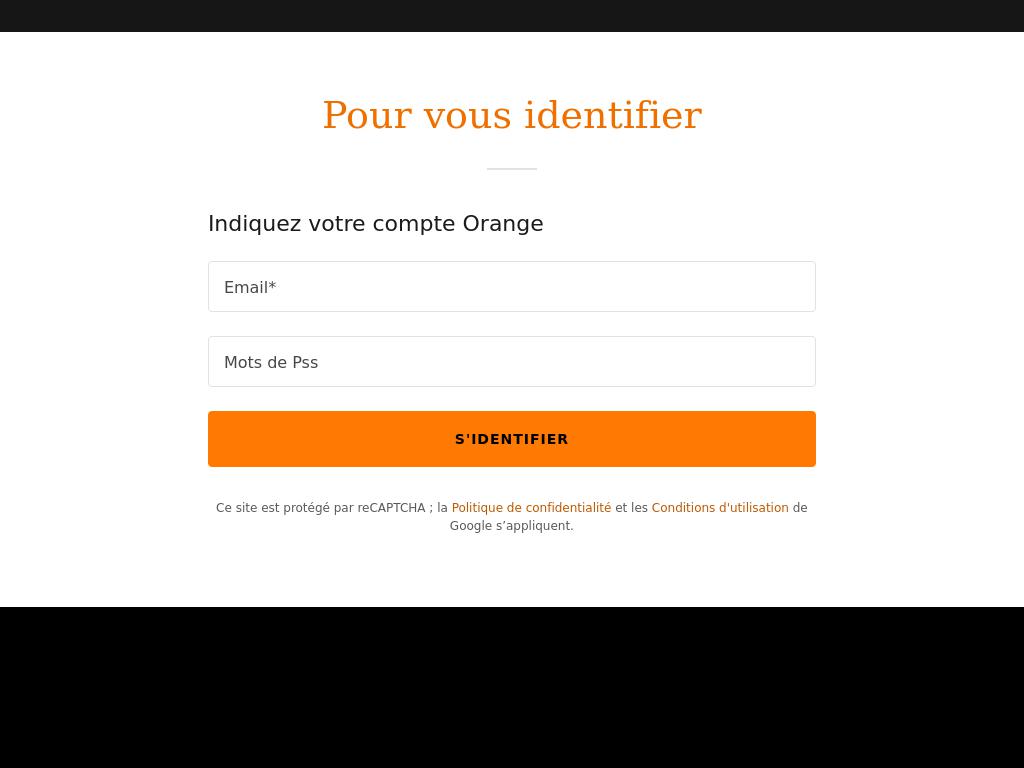 Pour vous identifier
Indiquez votre compte Orange
Email*
Mots de Pss
S'IDENTIFIER
Ce site est protégé par reCAPTCHA ; la Politique de confidentialité et les Conditions d'utilisation de
Google s’appliquent.